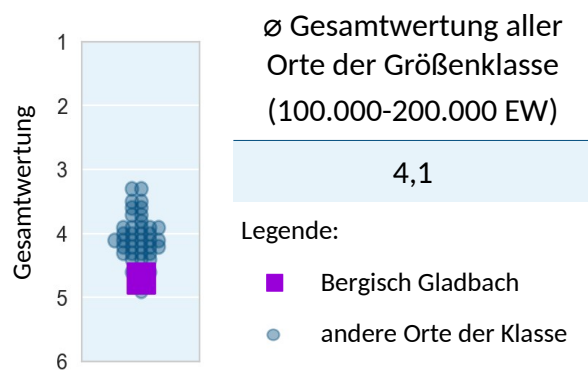 Gesamtwertung
1
2
3
4
5
6
⌀ Gesamtwertung aller
Orte der Größenklasse
(100.000-200.000 EW)
4,1
Legende:
Bergisch Gladbach
andere Orte der Klasse